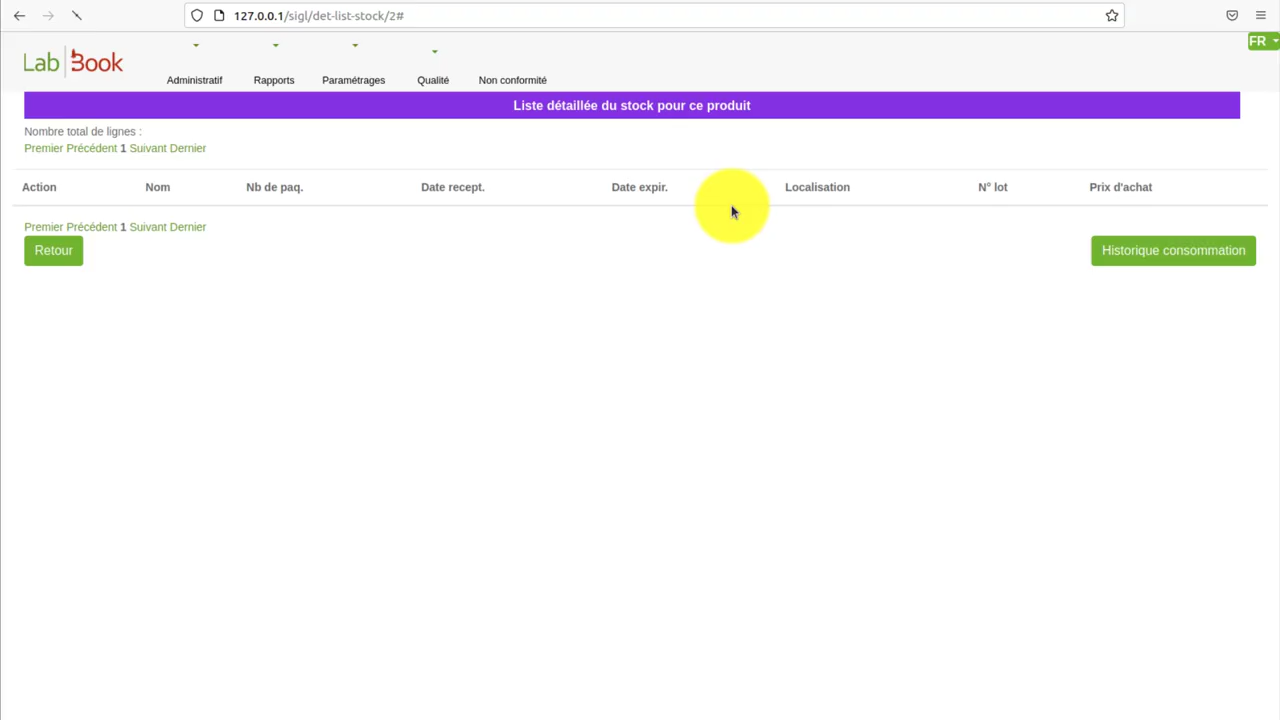 127.0.0.1/sigl/det-list-stock/2#
FR
Lab Book
Administratif Rapports Paramétrages Qualité Non conformité
Liste détaillée du stock pour ce produit
Nombre total de lignes :
Premier Précédent 1 Suivant Dernier
Action Nom Nb de paq. Date recept. Date expir. Localisation N° lot Prix d'achat
Premier Précédent 1 Suivant Dernier
Retour Historique consommation